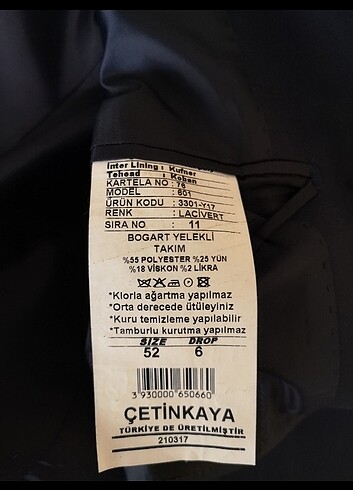 Inter Lining : Kufner
Tehead : Koban
KARTELA NO : 76
MODEL : 601
ÜRÜN KODU : 3301-Y17
RENK : LACİVERT
SIRA NO : 11
BOGART YELEKLİ
TAKIM
%55 POLYESTER %25 YÜN
%18 VİSKON %2 LİKRA
*Klorla ağartma yapılmaz
*Orta derecede ütüleyiniz
*Kuru temizleme yapılabilir
*Tamburlu kurutma yapılmaz
SIZE DROP
52 6
3 930000 650660
ÇETİNKAYA
TÜRKİYE DE ÜRETİLMİŞTİR
210317